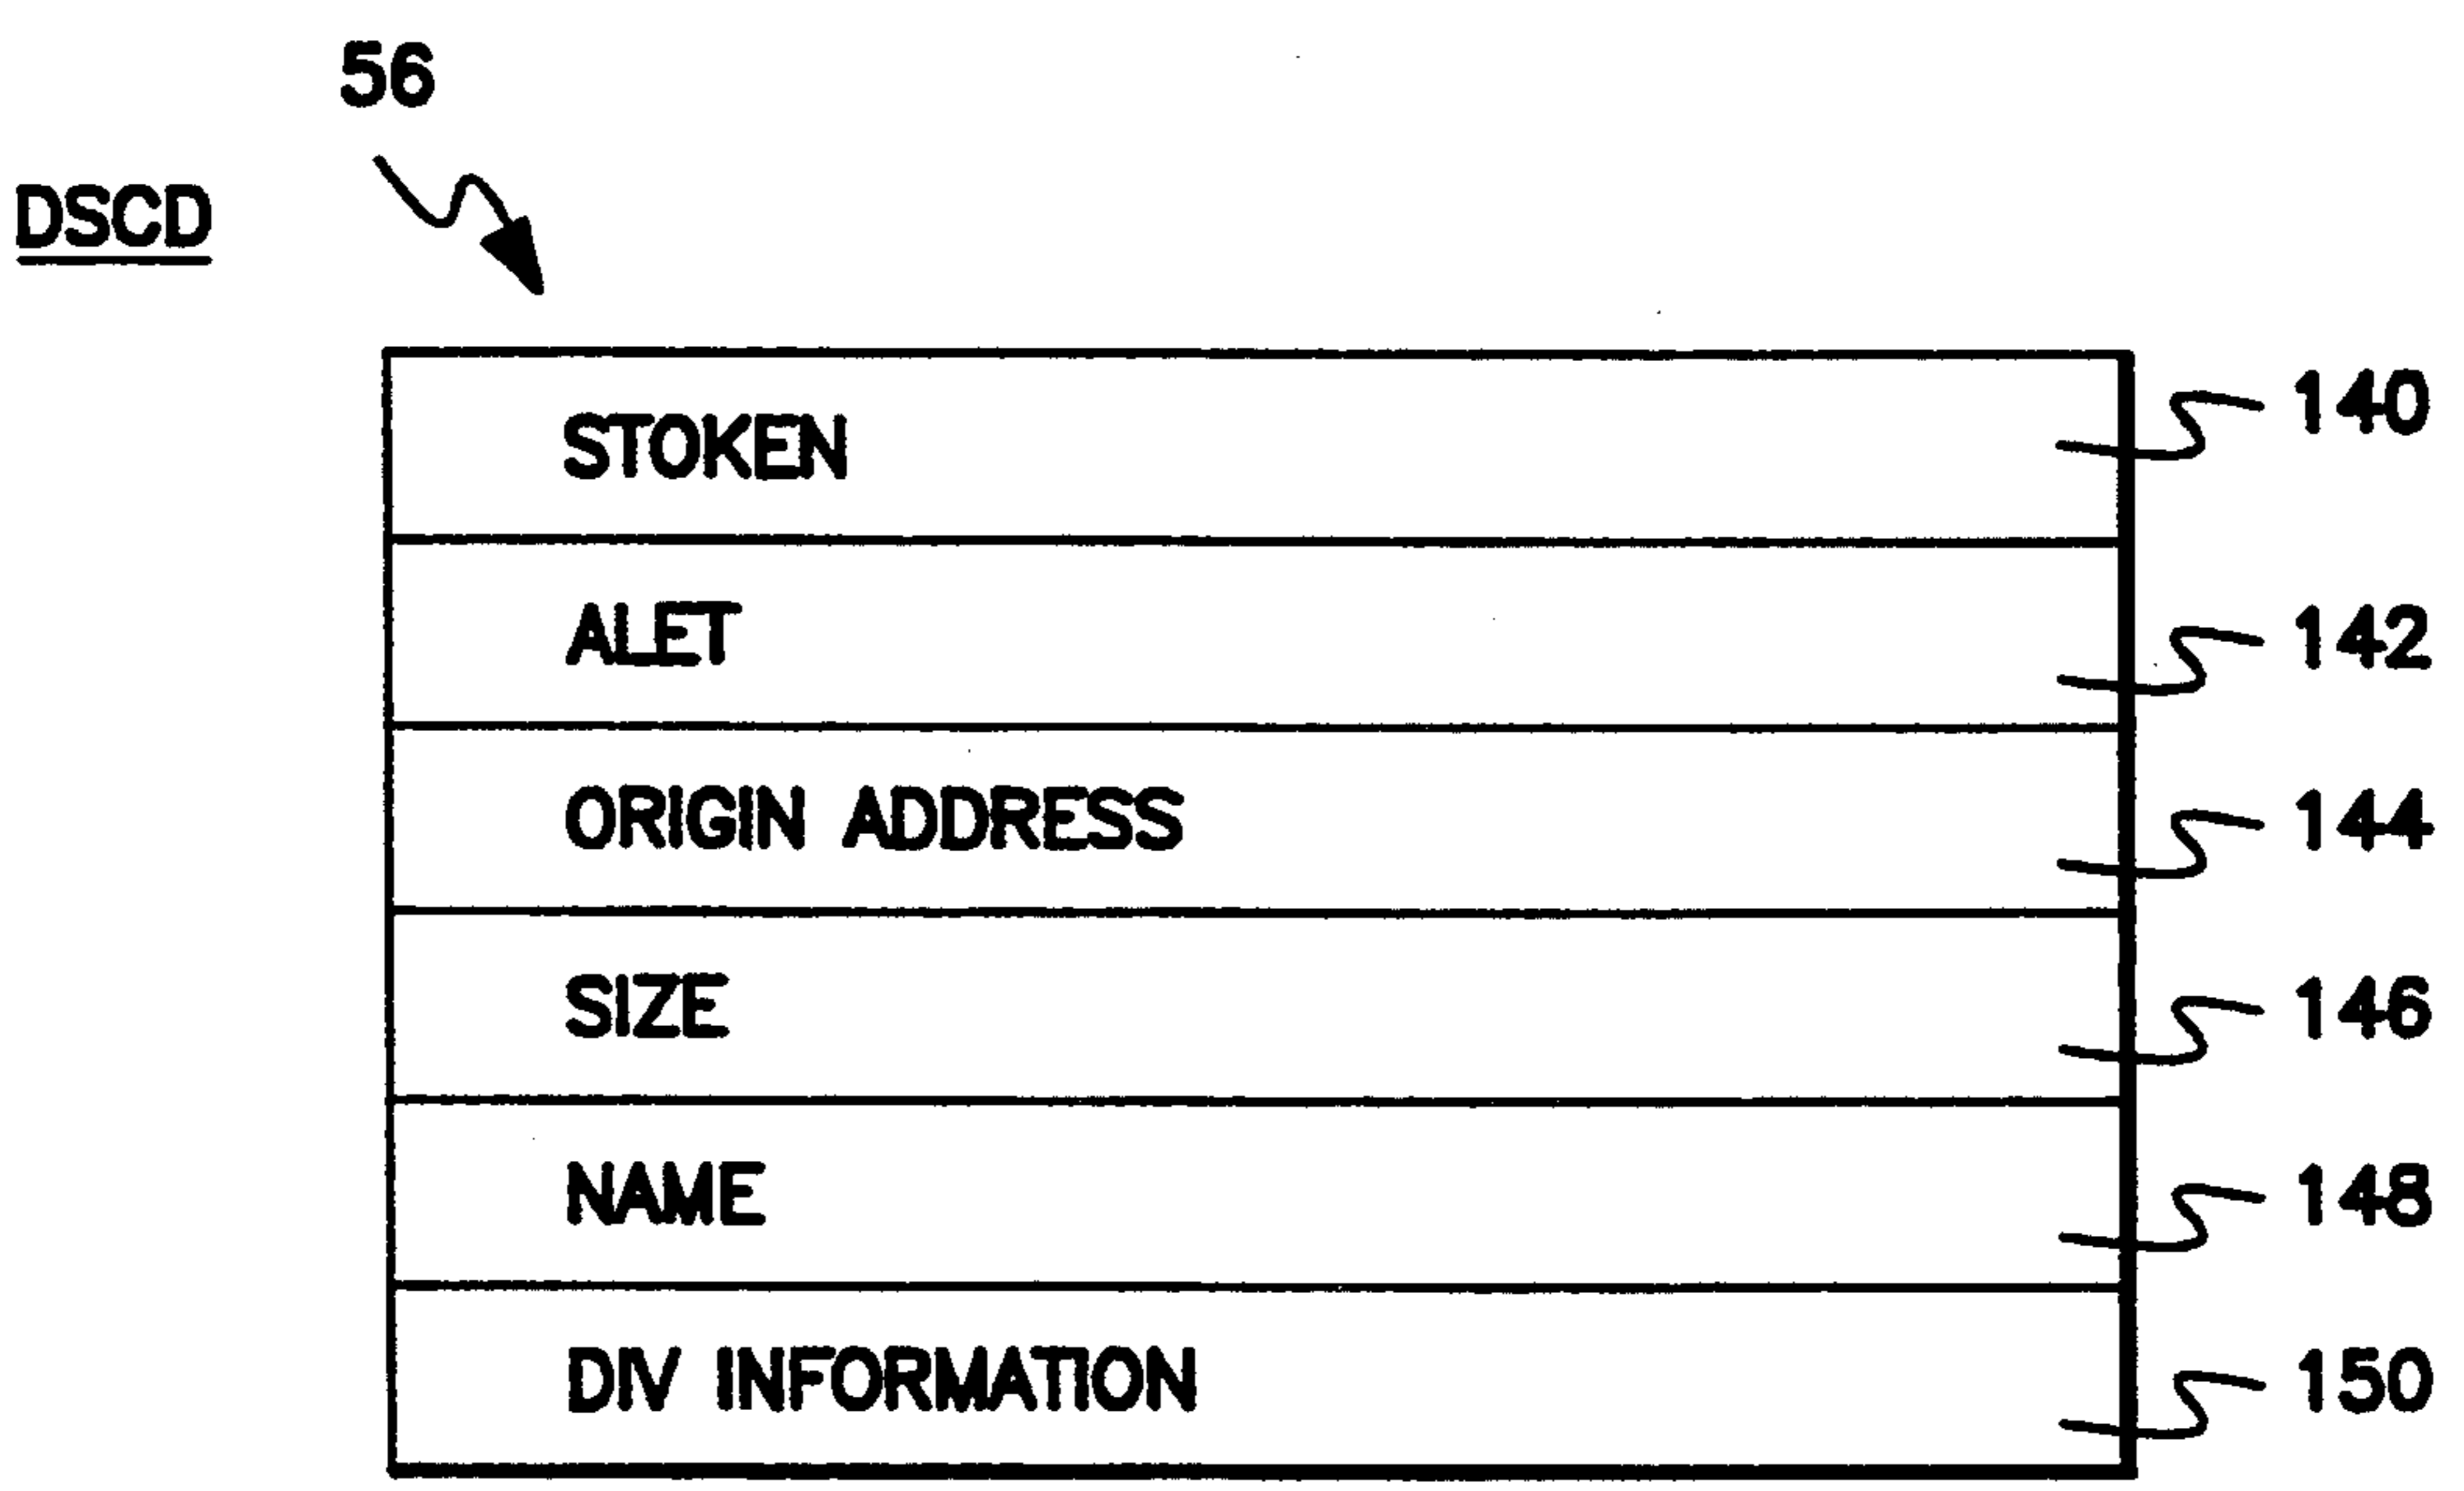 56
DSCD
STOKEN 140
ALET 142
ORIGIN ADDRESS 144
SIZE 146
NAME 148
DIV INFORMATION 150